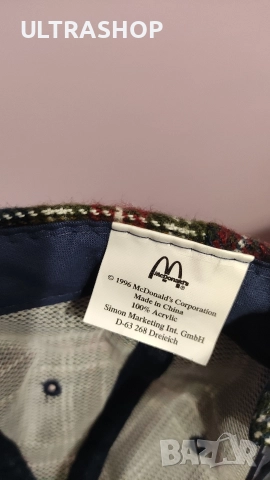 ULTRASHOP
McDonald's
© 1996 McDonald's Corporation
Made in China
100% Acrylic
Simon Marketing Int. GmbH
D-63 268 Dreieich
BAZAR